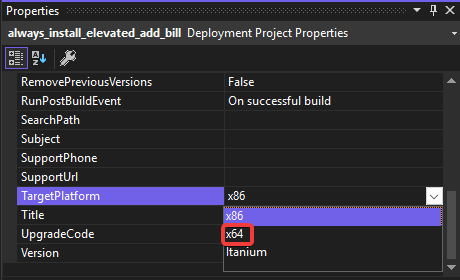 Properties
always_install_elevated_add_bill Deployment Project Properties
RemovePreviousVersions False
RunPostBuildEvent On successful build
SearchPath
Subject
SupportPhone
SupportUrl
TargetPlatform x86
Title x86
UpgradeCode x64
Version Itanium